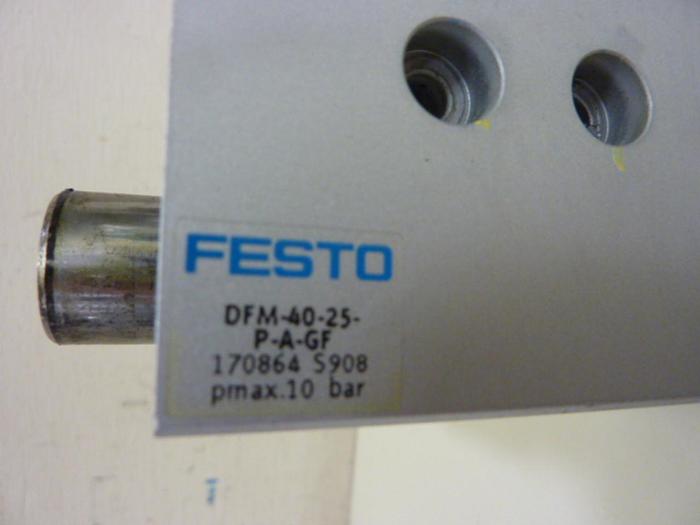 FESTO
DFM-40-25-
P-A-GF
170864 S908
pmax.10 bar